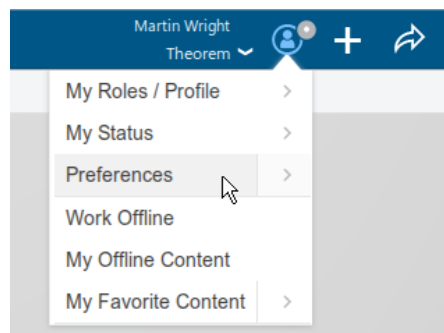 Martin Wright
Theorem
My Roles / Profile
My Status
Preferences
Work Offline
My Offline Content
My Favorite Content